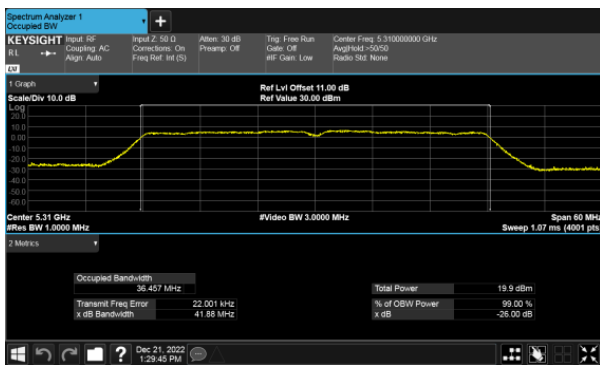 Spectrum Analyzer 1
Occupied BW
+
KEYSIGHT Input: RF Input Z: 50 Ω Atten: 30 dB Trig: Free Run Center Freq: 5.310000000 GHz
RL Coupling: AC Corrections: On Preamp: Off Gate: Off Avg|Hold:>50/50
Align: Auto Freq Ref: Int (S) #IF Gain: Low Radio Std: None
LXI
1 Graph
Ref Lvl Offset 11.00 dB
Scale/Div 10.0 dB Ref Value 30.00 dBm
Log
20.0
10.0
0.00
-10.0
-20.0
-30.0
-40.0
-50.0
-60.0
Center 5.31 GHz #Video BW 3.0000 MHz Span 60 MHz
#Res BW 1.0000 MHz Sweep 1.07 ms (4001 pts)
2 Metrics
Occupied Bandwidth
36.457 MHz Total Power 19.9 dBm
Transmit Freq Error 22.001 kHz % of OBW Power 99.00 %
x dB Bandwidth 41.88 MHz x dB -26.00 dB
? Dec 21, 2022
1:29:45 PM